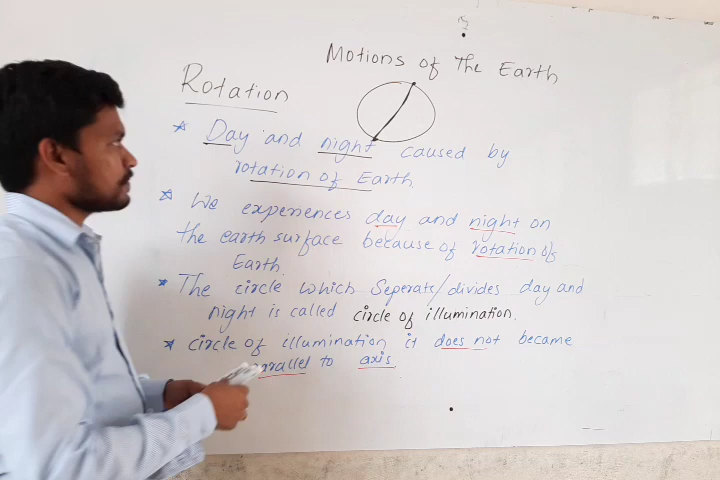 Motions of The Earth
Rotation
* Day and night caused by
rotation of Earth
* We experiences day and night on
the earth surface because of rotation of
Earth
* The circle which Seperats/divides day and
night is called circle of illumination.
* circle of illumination it does not became
to axis.